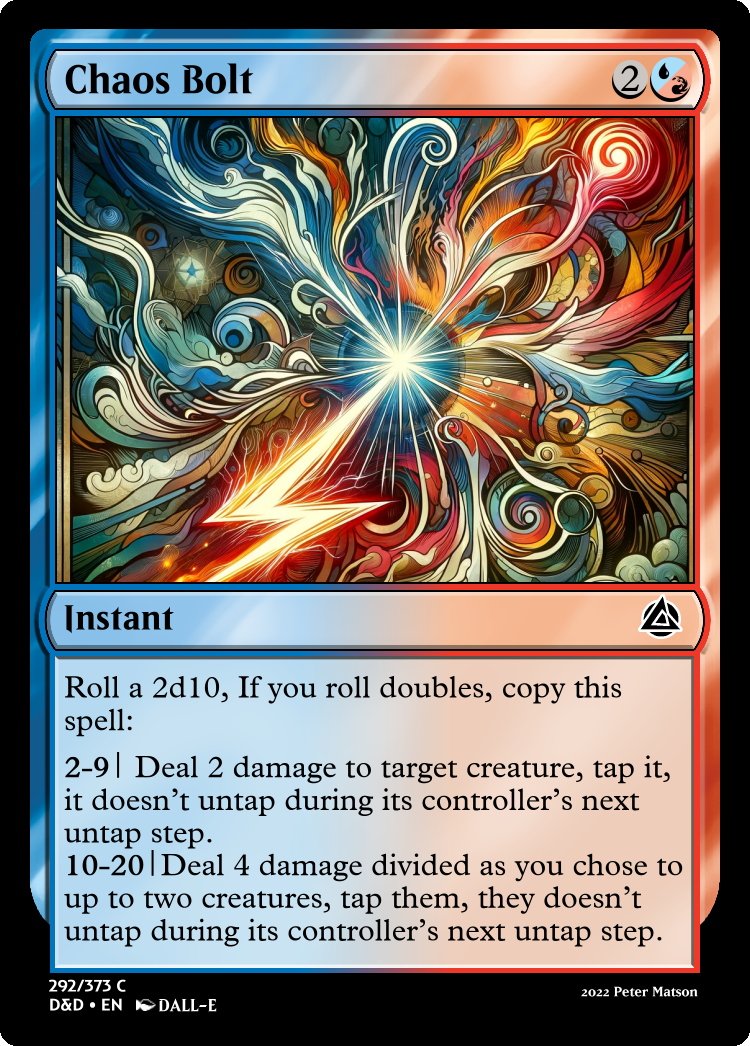 Chaos Bolt 2
Instant
Roll a 2d10, If you roll doubles, copy this
spell:
2-9| Deal 2 damage to target creature, tap it,
it doesn't untap during its controller's next
untap step.
10-20|Deal 4 damage divided as you chose to
up to two creatures, tap them, they doesn't
untap during its controller's next untap step.
292/373 C
D&D • EN DALL-E
2022 Peter Matson